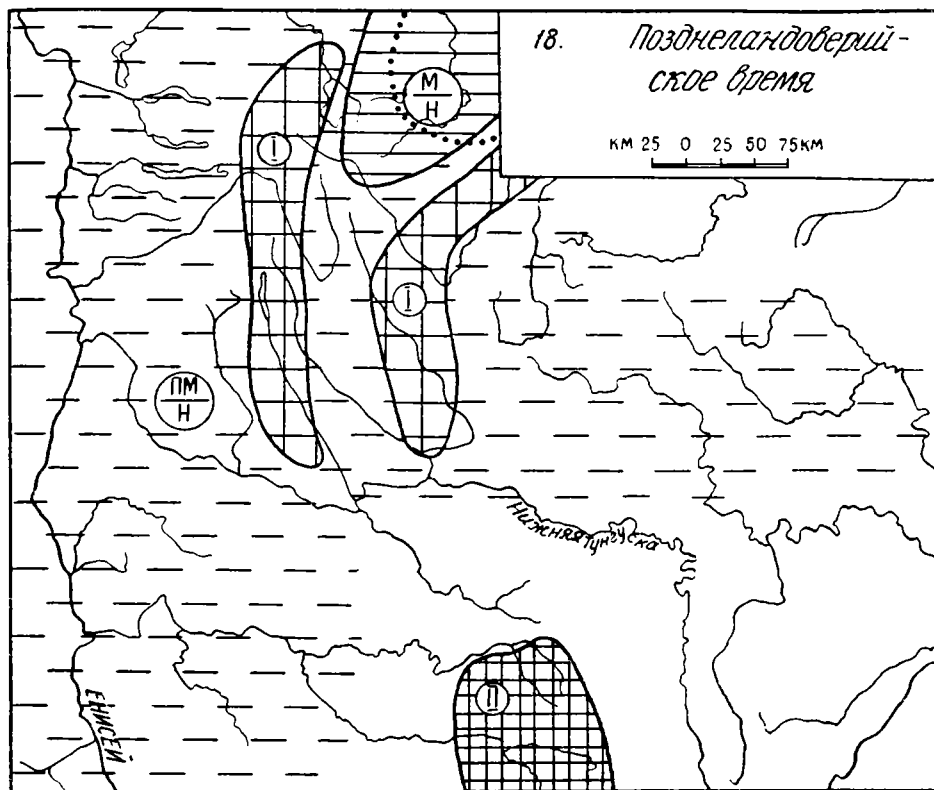 18. Позднеландоверий-
ское время
КМ 25 0 25 50 75 КМ
М
Н
I
I
ПМ
Н
Нижняя Тунгуска
II
ЕНИСЕЙ